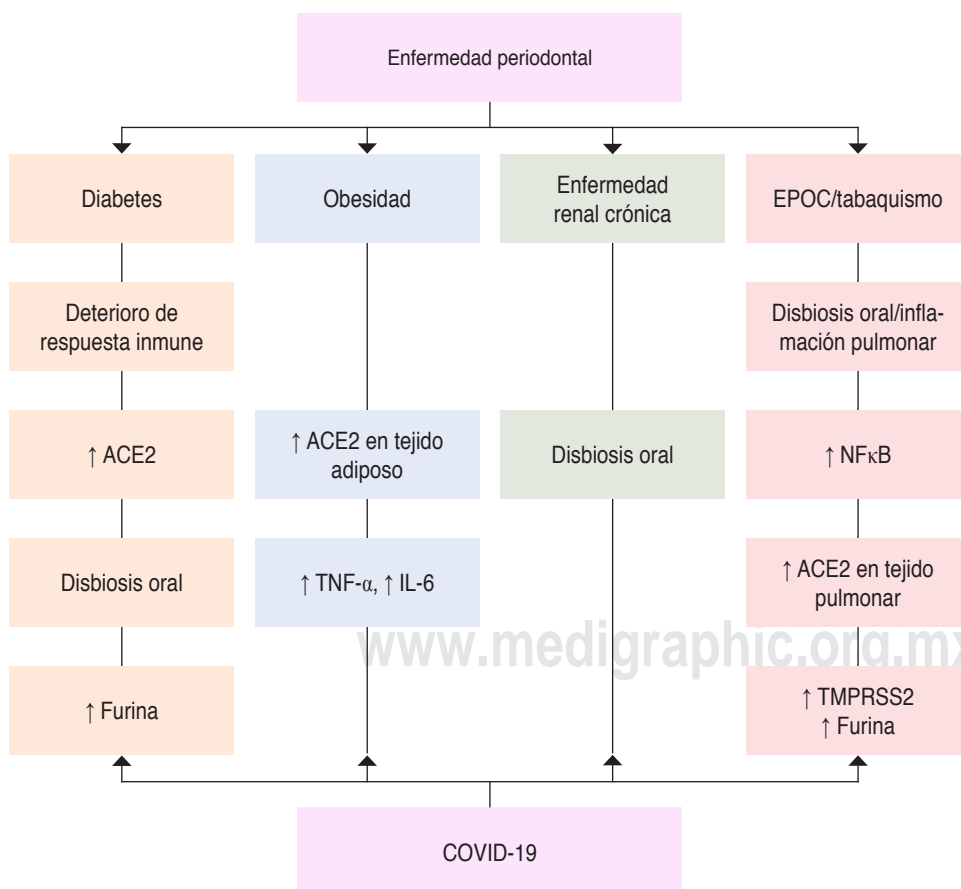 Enfermedad periodontal
Diabetes
Deterioro de
respuesta inmune
↑ ACE2
Disbiosis oral
↑ Furina
Obesidad
↑ ACE2 en tejido
adiposo
↑ TNF-α, ↑ IL-6
Enfermedad
renal crónica
Disbiosis oral
EPOC/tabaquismo
Disbiosis oral/infla-
mación pulmonar
↑ NFκB
↑ ACE2 en tejido
pulmonar
↑ TMPRSS2
↑ Furina
www.medigraphic.org.mx
COVID-19